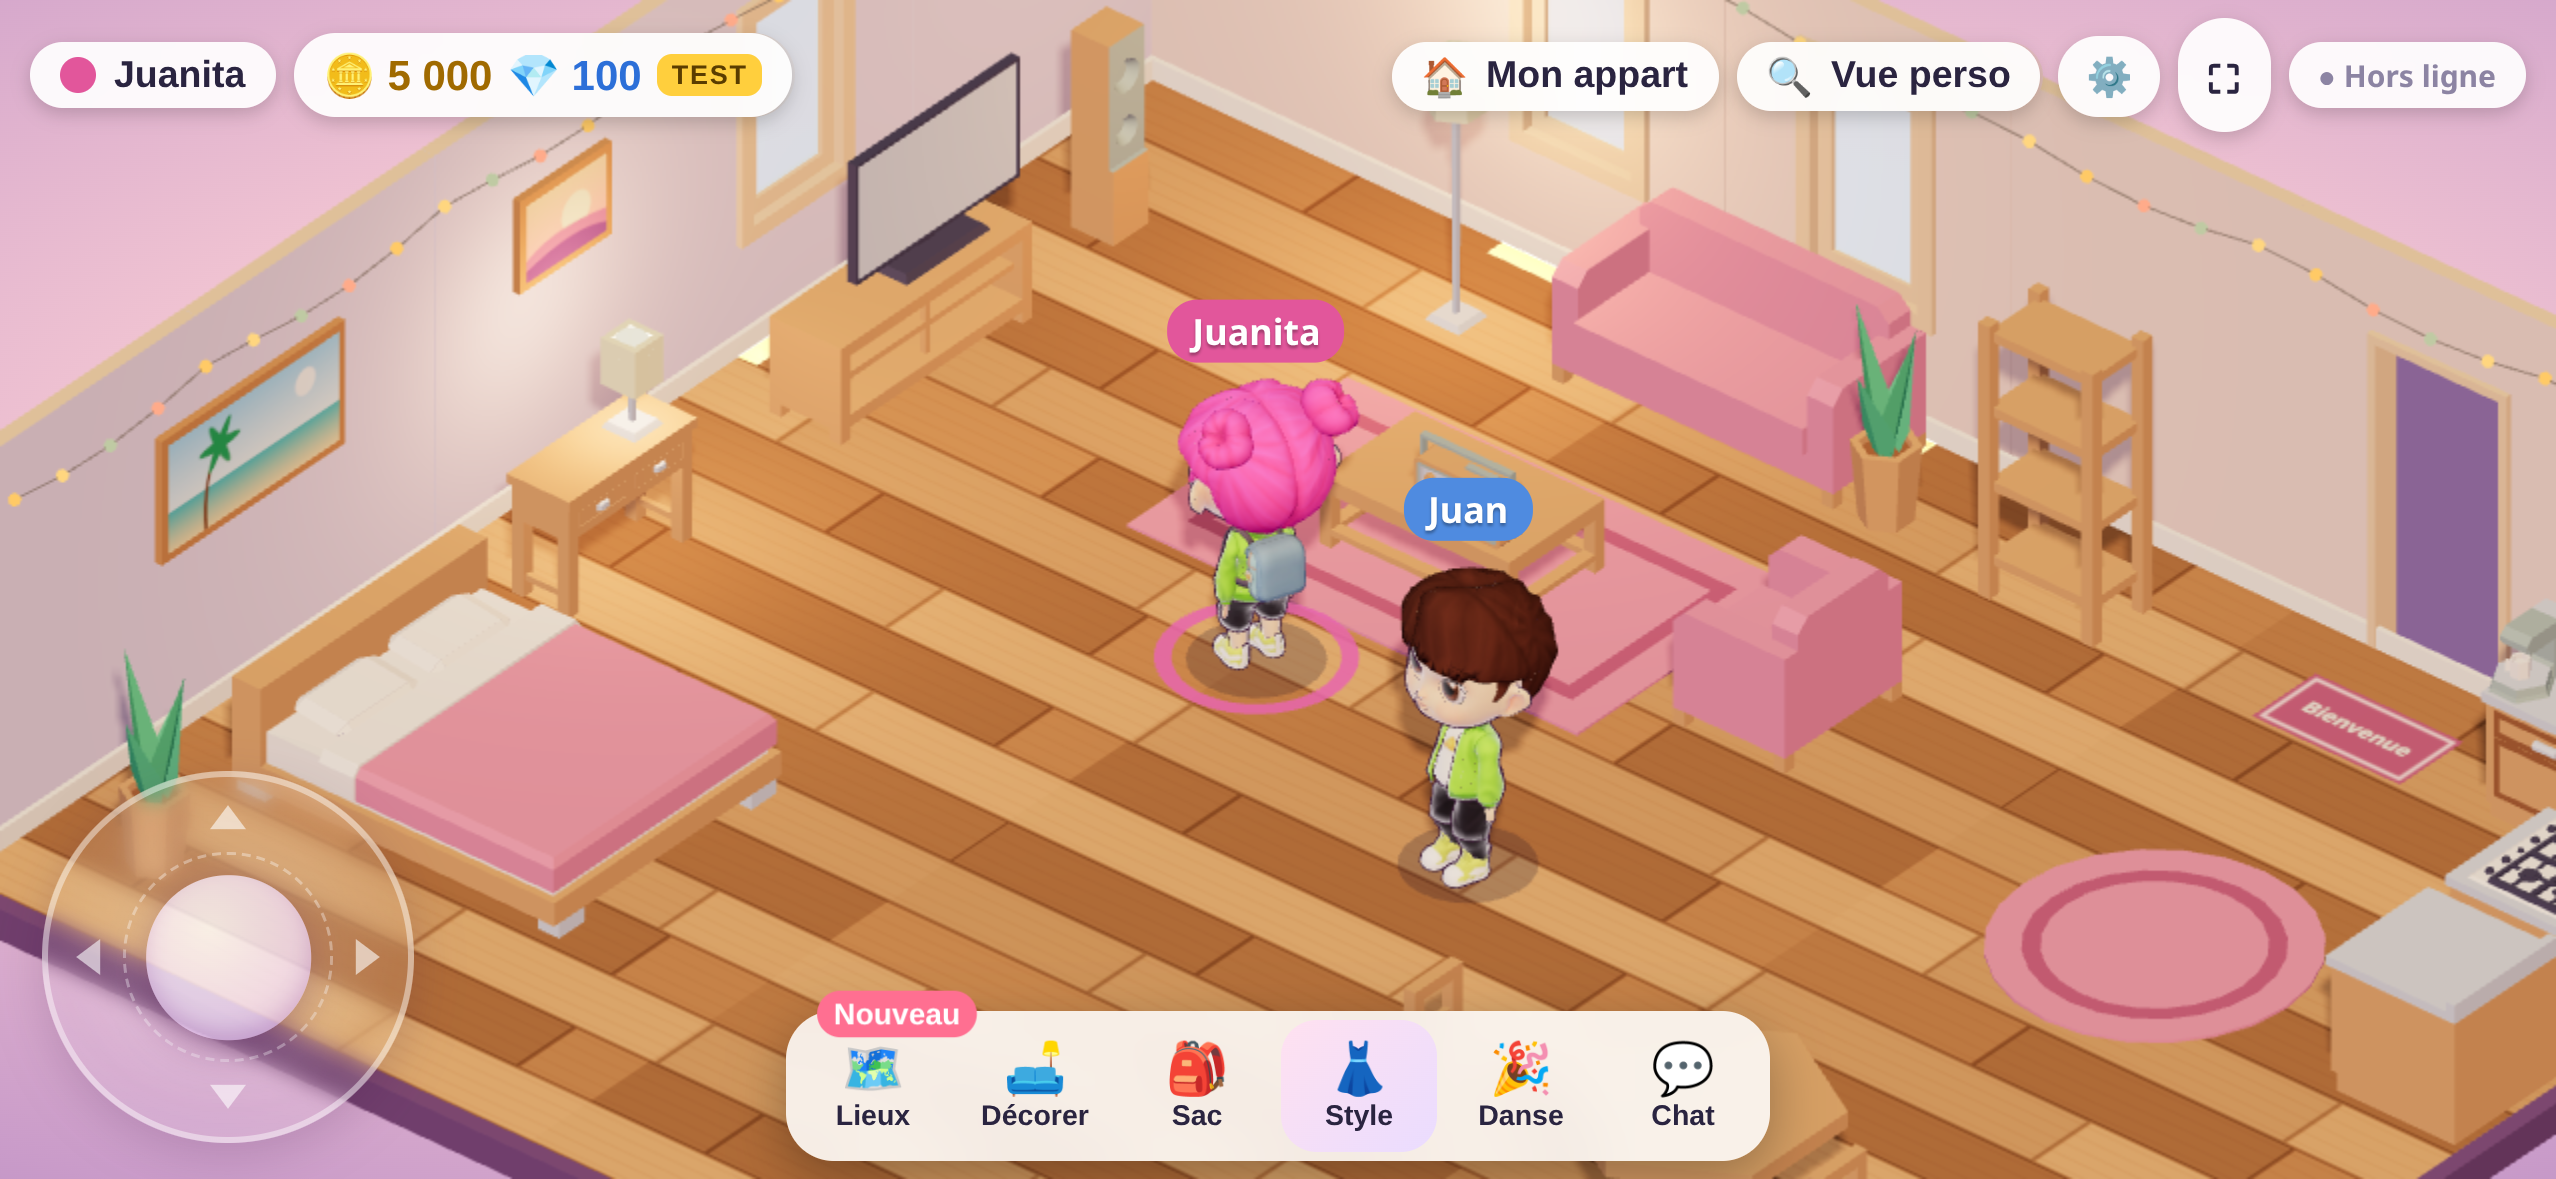 Juanita
5 000 100 TEST
Mon appart
Vue perso
Hors ligne
Juanita
Juan
Bienvenue
Nouveau
Lieux
Décorer
Sac
Style
Danse
Chat